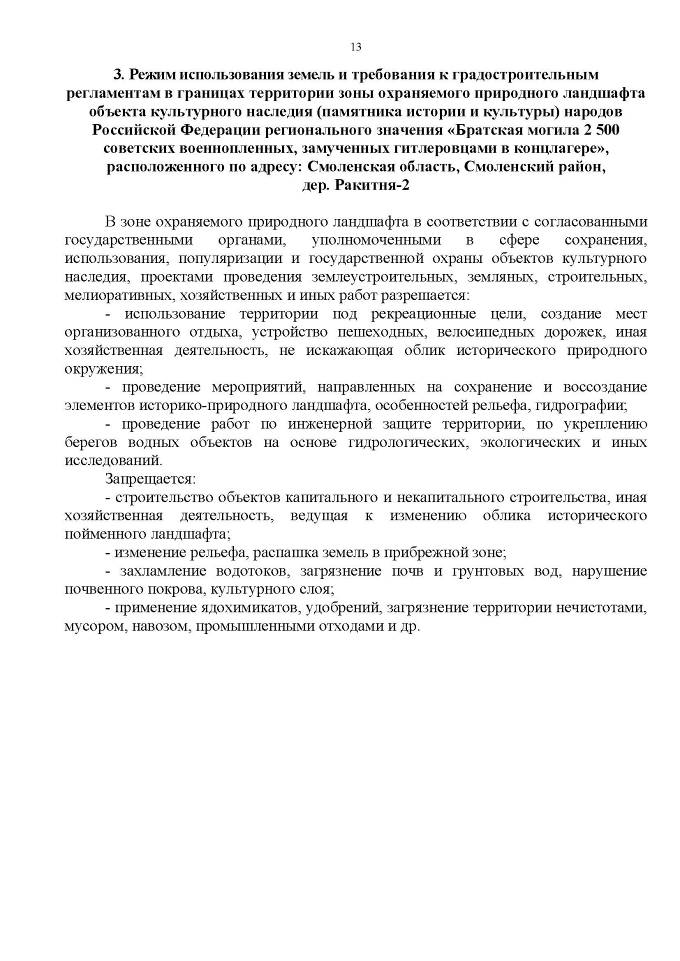 13
3. Режим использования земель и требования к градостроительным
регламентам в границах территории зоны охраняемого природного ландшафта
объекта культурного наследия (памятника истории и культуры) народов
Российской Федерации регионального значения «Братская могила 2 500
советских военнопленных, замученных гитлеровцами в концлагере»,
расположенного по адресу: Смоленская область, Смоленский район,
дер. Ракитня-2
В зоне охраняемого природного ландшафта в соответствии с согласованными
государственными органами, уполномоченными в сфере сохранения,
использования, популяризации и государственной охраны объектов культурного
наследия, проектами проведения землеустроительных, земляных, строительных,
мелиоративных, хозяйственных и иных работ разрешается:
- использование территории под рекреационные цели, создание мест
организованного отдыха, устройство пешеходных, велосипедных дорожек, иная
хозяйственная деятельность, не искажающая облик исторического природного
окружения;
- проведение мероприятий, направленных на сохранение и воссоздание
элементов историко-природного ландшафта, особенностей рельефа, гидрографии;
- проведение работ по инженерной защите территории, по укреплению
берегов водных объектов на основе гидрологических, экологических и иных
исследований.
Запрещается:
- строительство объектов капитального и некапитального строительства, иная
хозяйственная деятельность, ведущая к изменению облика исторического
пойменного ландшафта;
- изменение рельефа, распашка земель в прибрежной зоне;
- захламление водотоков, загрязнение почв и грунтовых вод, нарушение
почвенного покрова, культурного слоя;
- применение ядохимикатов, удобрений, загрязнение территории нечистотами,
мусором, навозом, промышленными отходами и др.